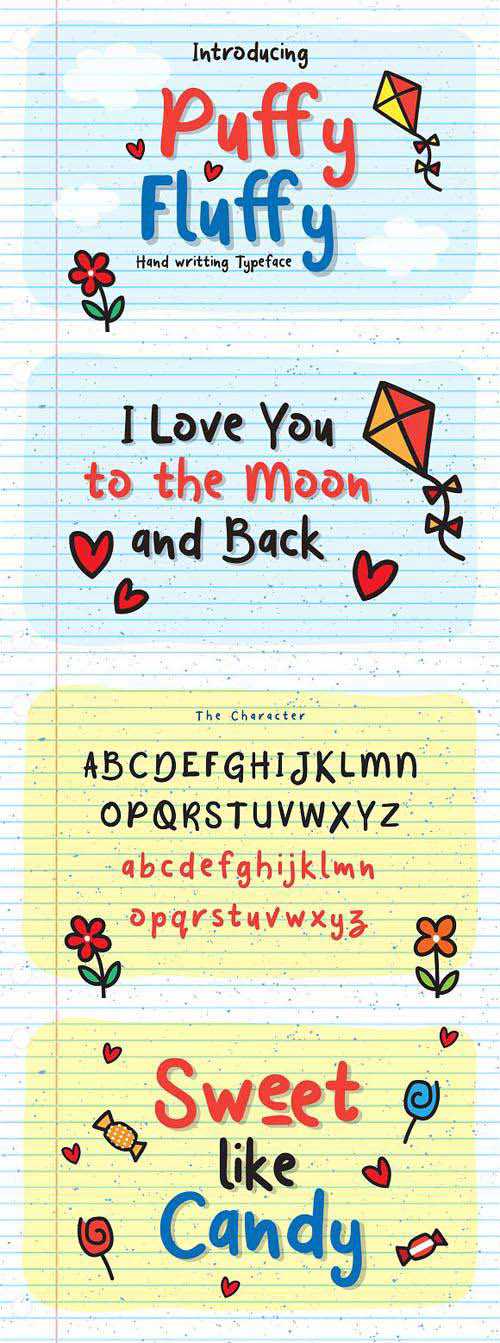 Introducing
Puffy
Fluffy
Hand writting Typeface
I Love You
to the Moon
and Back
The Character
ABCDEFGHIJKLMN
OPQRSTUVWXYZ
abcdefghijklmn
opqrstuvwxyz
Sweet
like
Candy